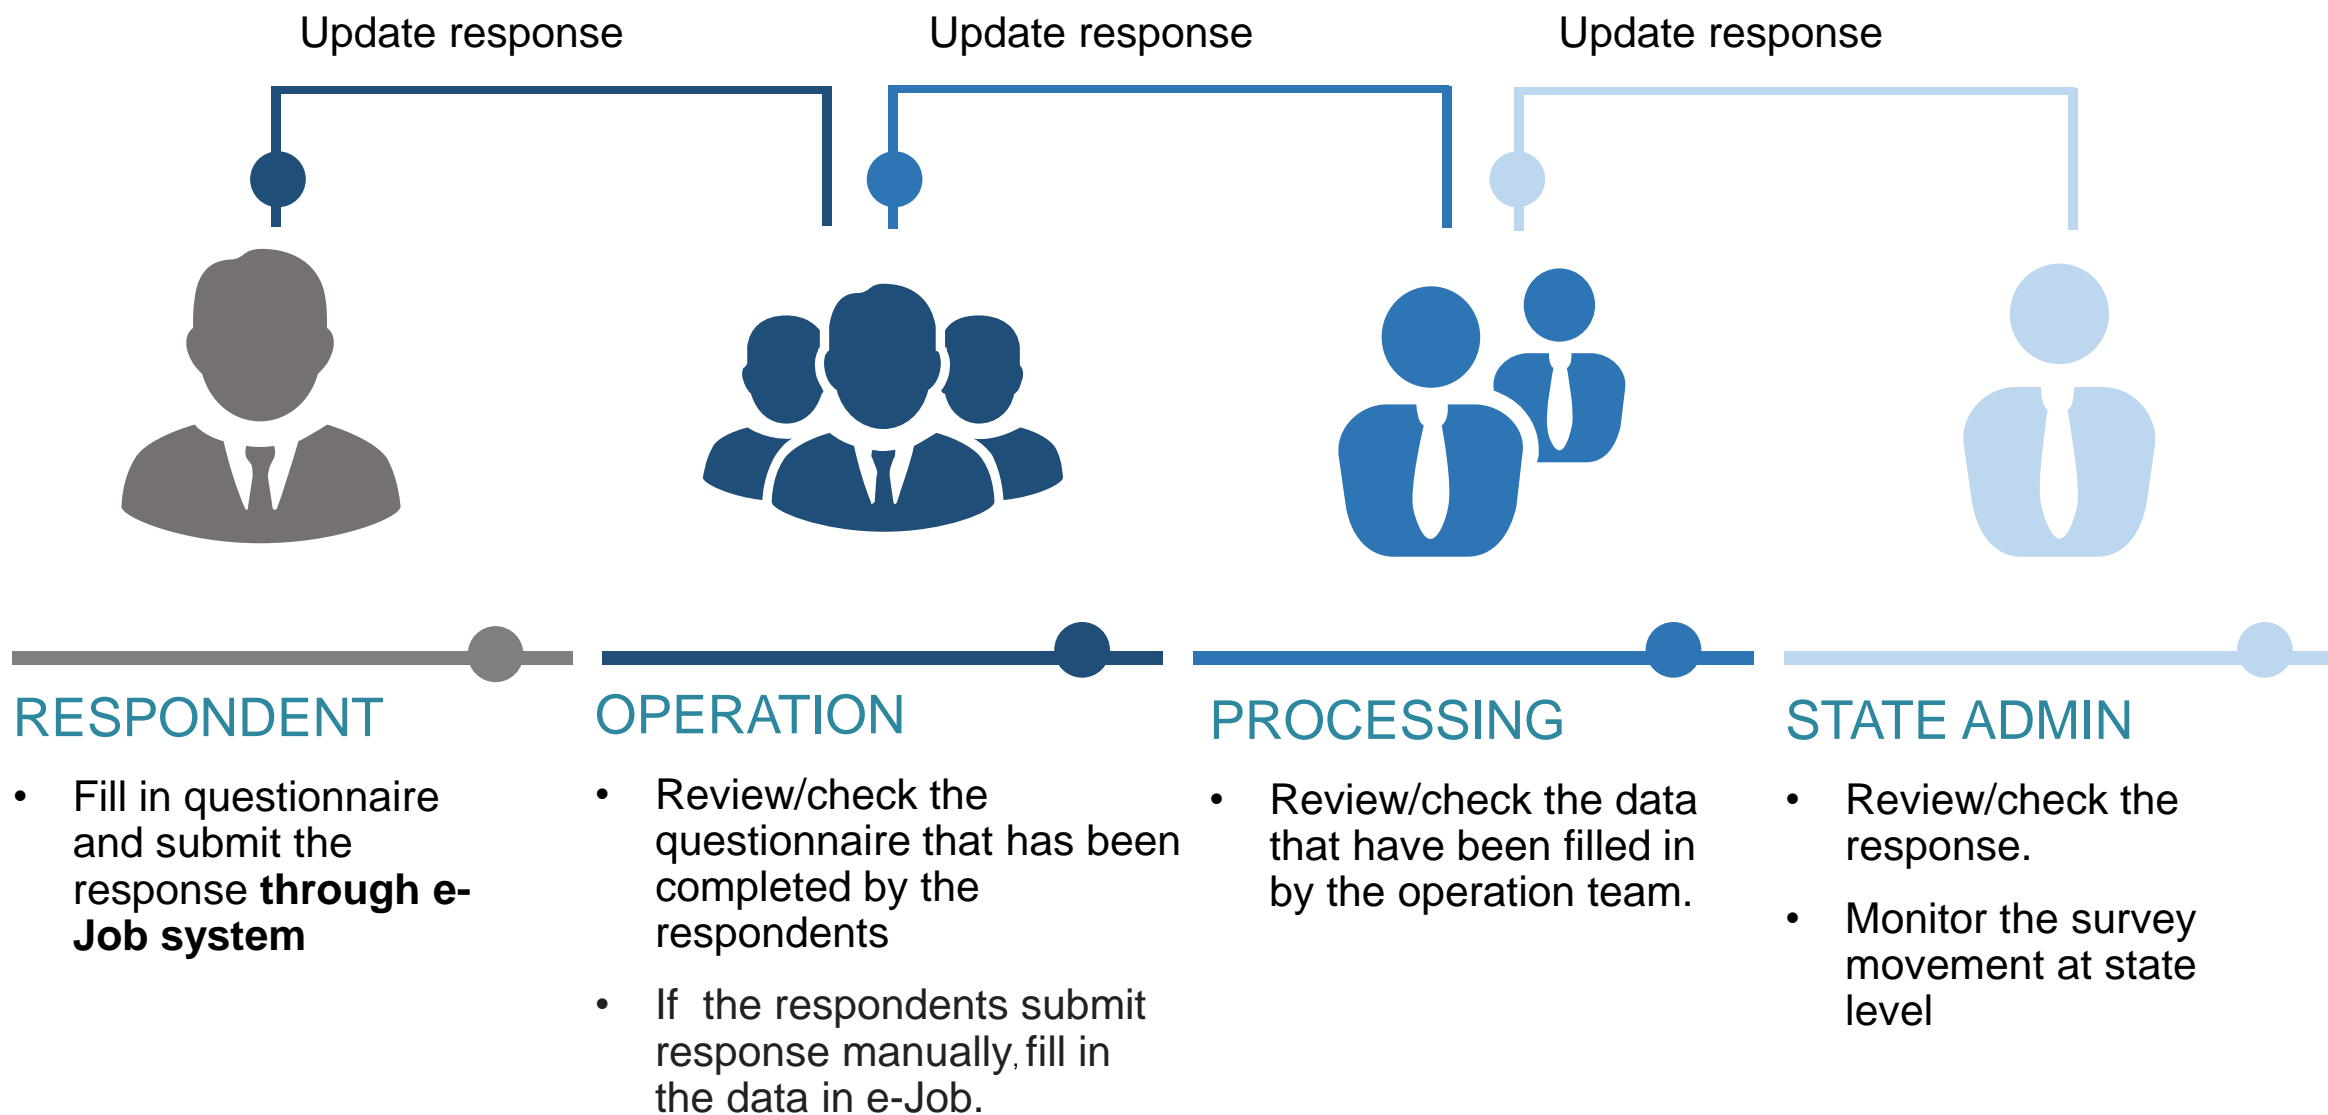 Update response
Update response
Update response
RESPONDENT
• Fill in questionnaire
and submit the
response through e-
Job system
OPERATION
• Review/check the
questionnaire that has been
completed by the
respondents
• If the respondents submit
response manually, fill in
the data in e-Job.
PROCESSING
• Review/check the data
that have been filled in
by the operation team.
STATE ADMIN
• Review/check the
response.
• Monitor the survey
movement at state
level